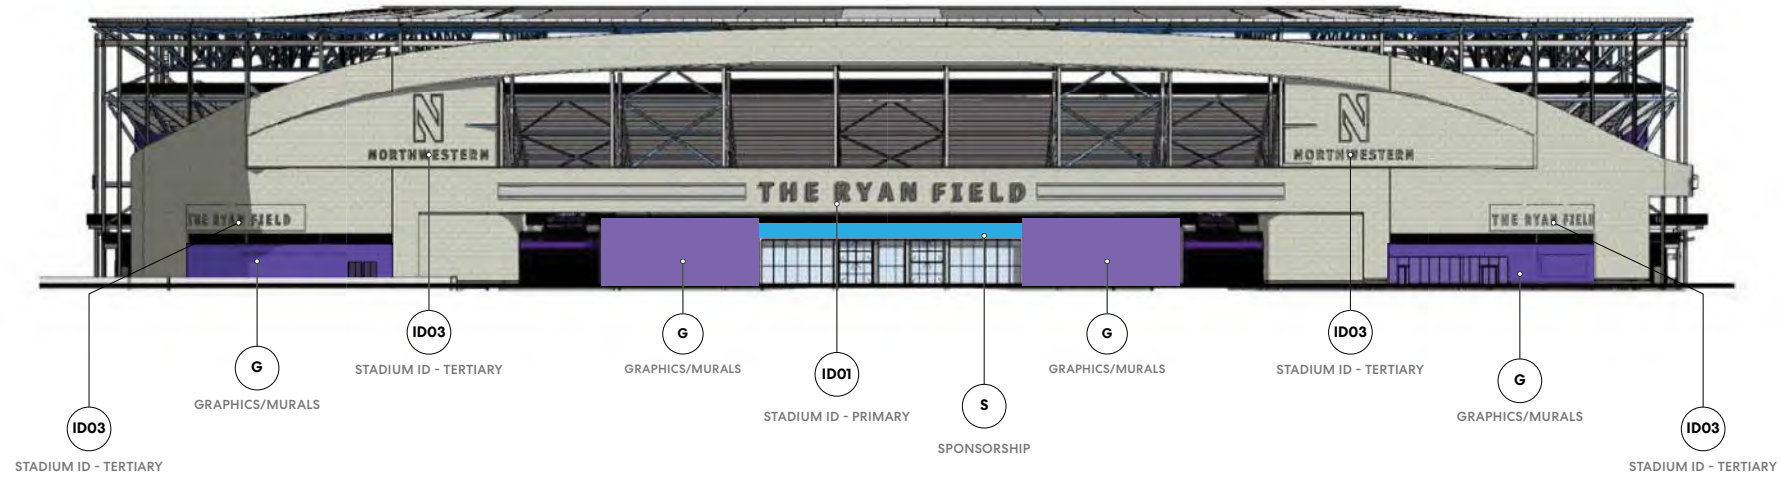 N
N
NORTHWESTERN
NORTHWESTERN
THE RYAN FIELD
THE RYAN FIELD
THE RYAN FIELD
ID03
STADIUM ID - TERTIARY
G
GRAPHICS/MURALS
ID03
STADIUM ID - TERTIARY
G
GRAPHICS/MURALS
ID01
STADIUM ID - PRIMARY
S
SPONSORSHIP
G
GRAPHICS/MURALS
ID03
STADIUM ID - TERTIARY
G
GRAPHICS/MURALS
ID03
STADIUM ID - TERTIARY